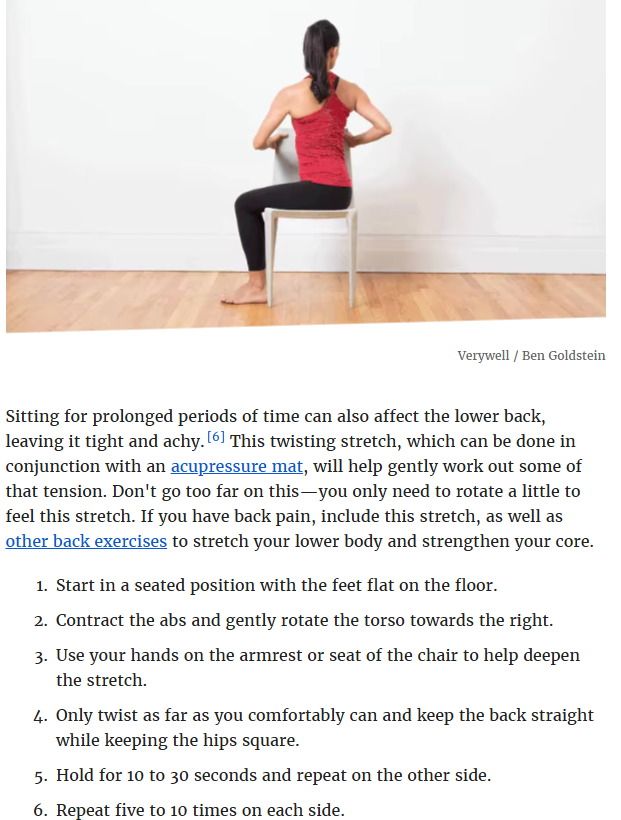 Verywell / Ben Goldstein
Sitting for prolonged periods of time can also affect the lower back,
leaving it tight and achy.[6] This twisting stretch, which can be done in
conjunction with an acupressure mat, will help gently work out some of
that tension. Don't go too far on this—you only need to rotate a little to
feel this stretch. If you have back pain, include this stretch, as well as
other back exercises to stretch your lower body and strengthen your core.
1. Start in a seated position with the feet flat on the floor.
2. Contract the abs and gently rotate the torso towards the right.
3. Use your hands on the armrest or seat of the chair to help deepen
the stretch.
4. Only twist as far as you comfortably can and keep the back straight
while keeping the hips square.
5. Hold for 10 to 30 seconds and repeat on the other side.
6. Repeat five to 10 times on each side.